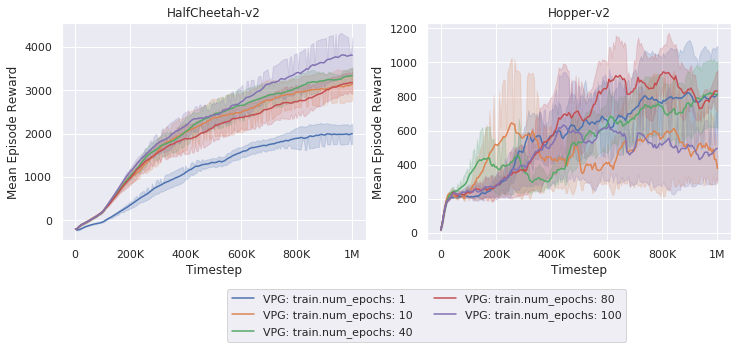 HalfCheetah-v2
Mean Episode Reward
4000
3000
2000
1000
0
0 200K 400K 600K 800K 1M
Timestep
Hopper-v2
Mean Episode Reward
1200
1000
800
600
400
200
0
0 200K 400K 600K 800K 1M
Timestep
VPG: train.num_epochs: 1
VPG: train.num_epochs: 10
VPG: train.num_epochs: 40
VPG: train.num_epochs: 80
VPG: train.num_epochs: 100